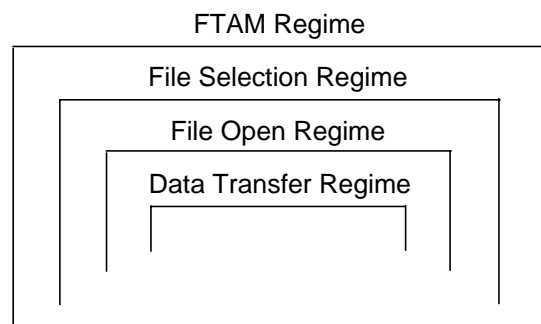 FTAM Regime
File Selection Regime
File Open Regime
Data Transfer Regime